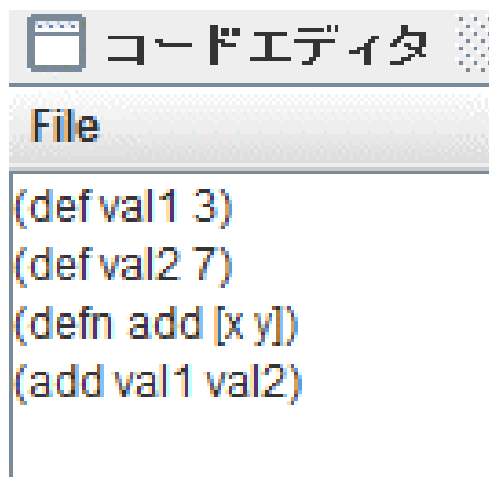 コードエディタ
File
(def val1 3)
(def val2 7)
(defn add [x y])
(add val1 val2)